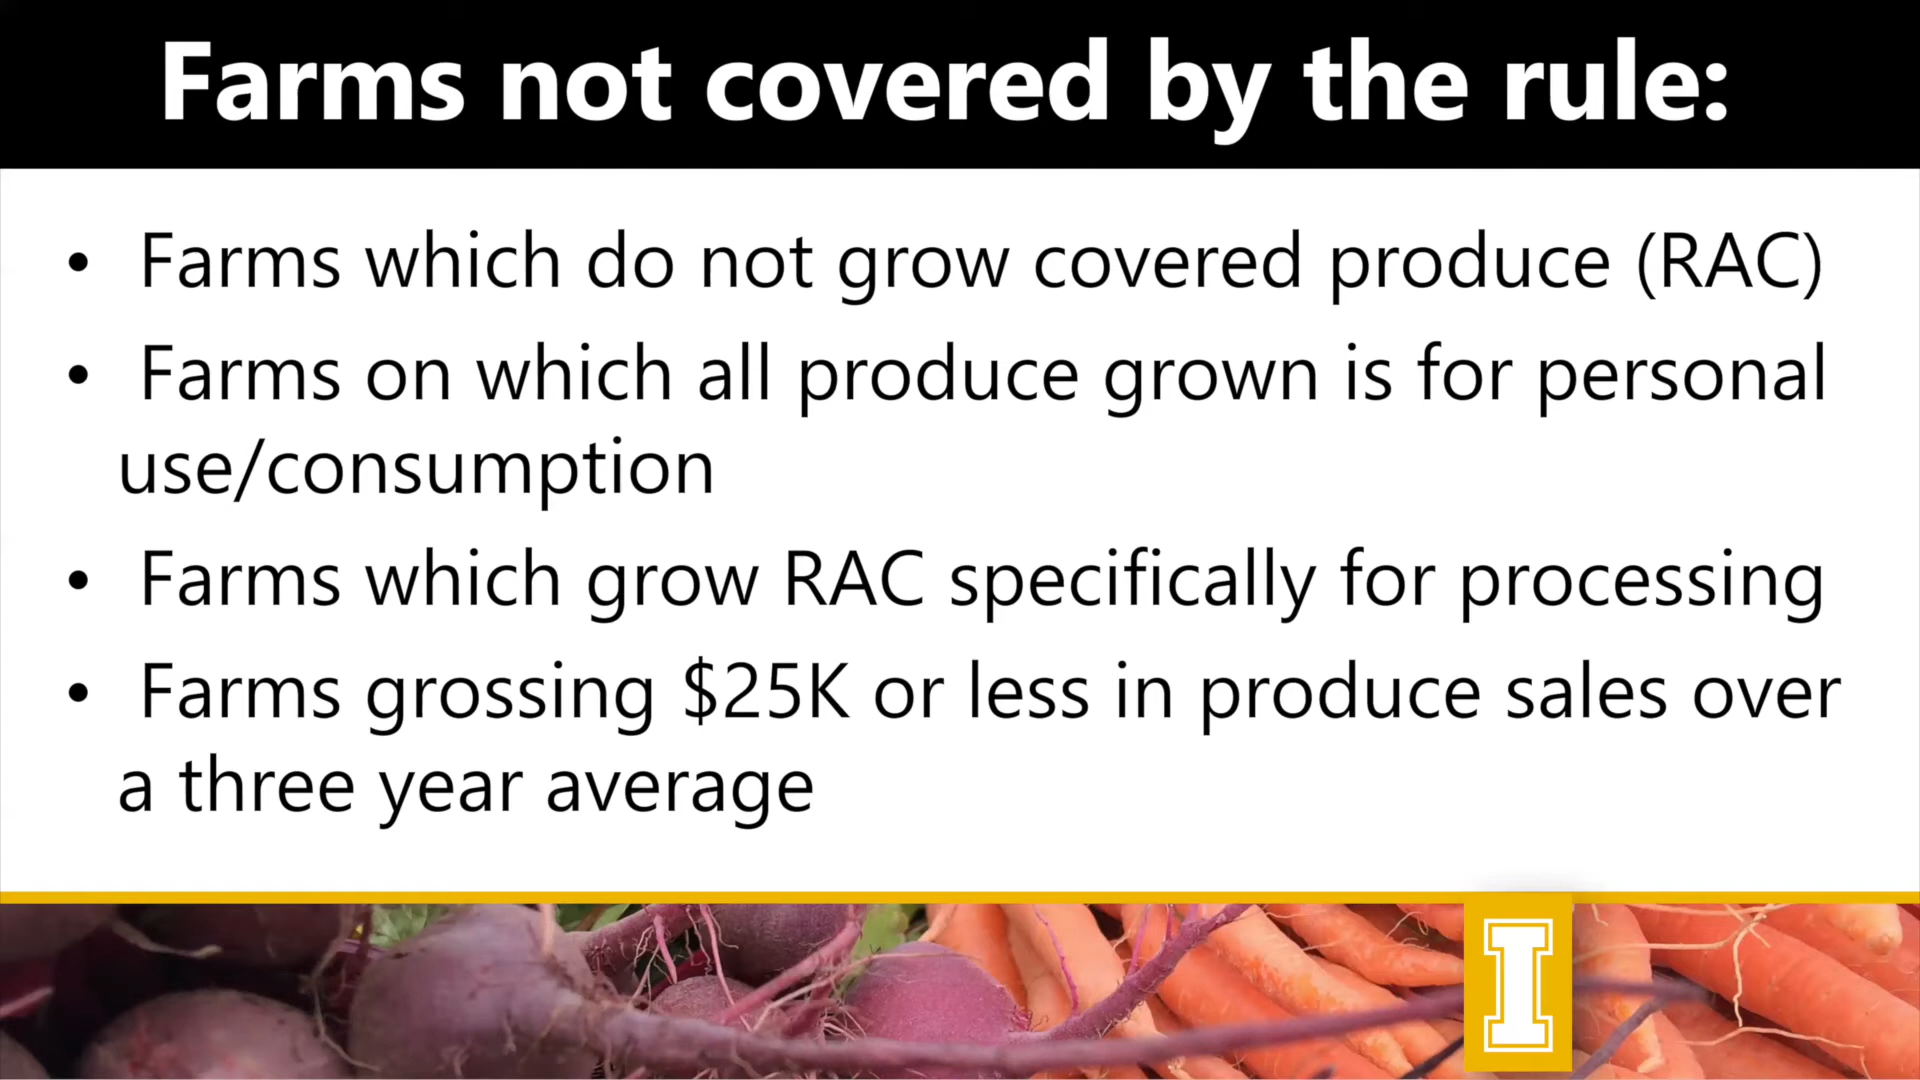 Farms not covered by the rule:
• Farms which do not grow covered produce (RAC)
• Farms on which all produce grown is for personal
use/consumption
• Farms which grow RAC specifically for processing
• Farms grossing $25K or less in produce sales over
a three year average
I